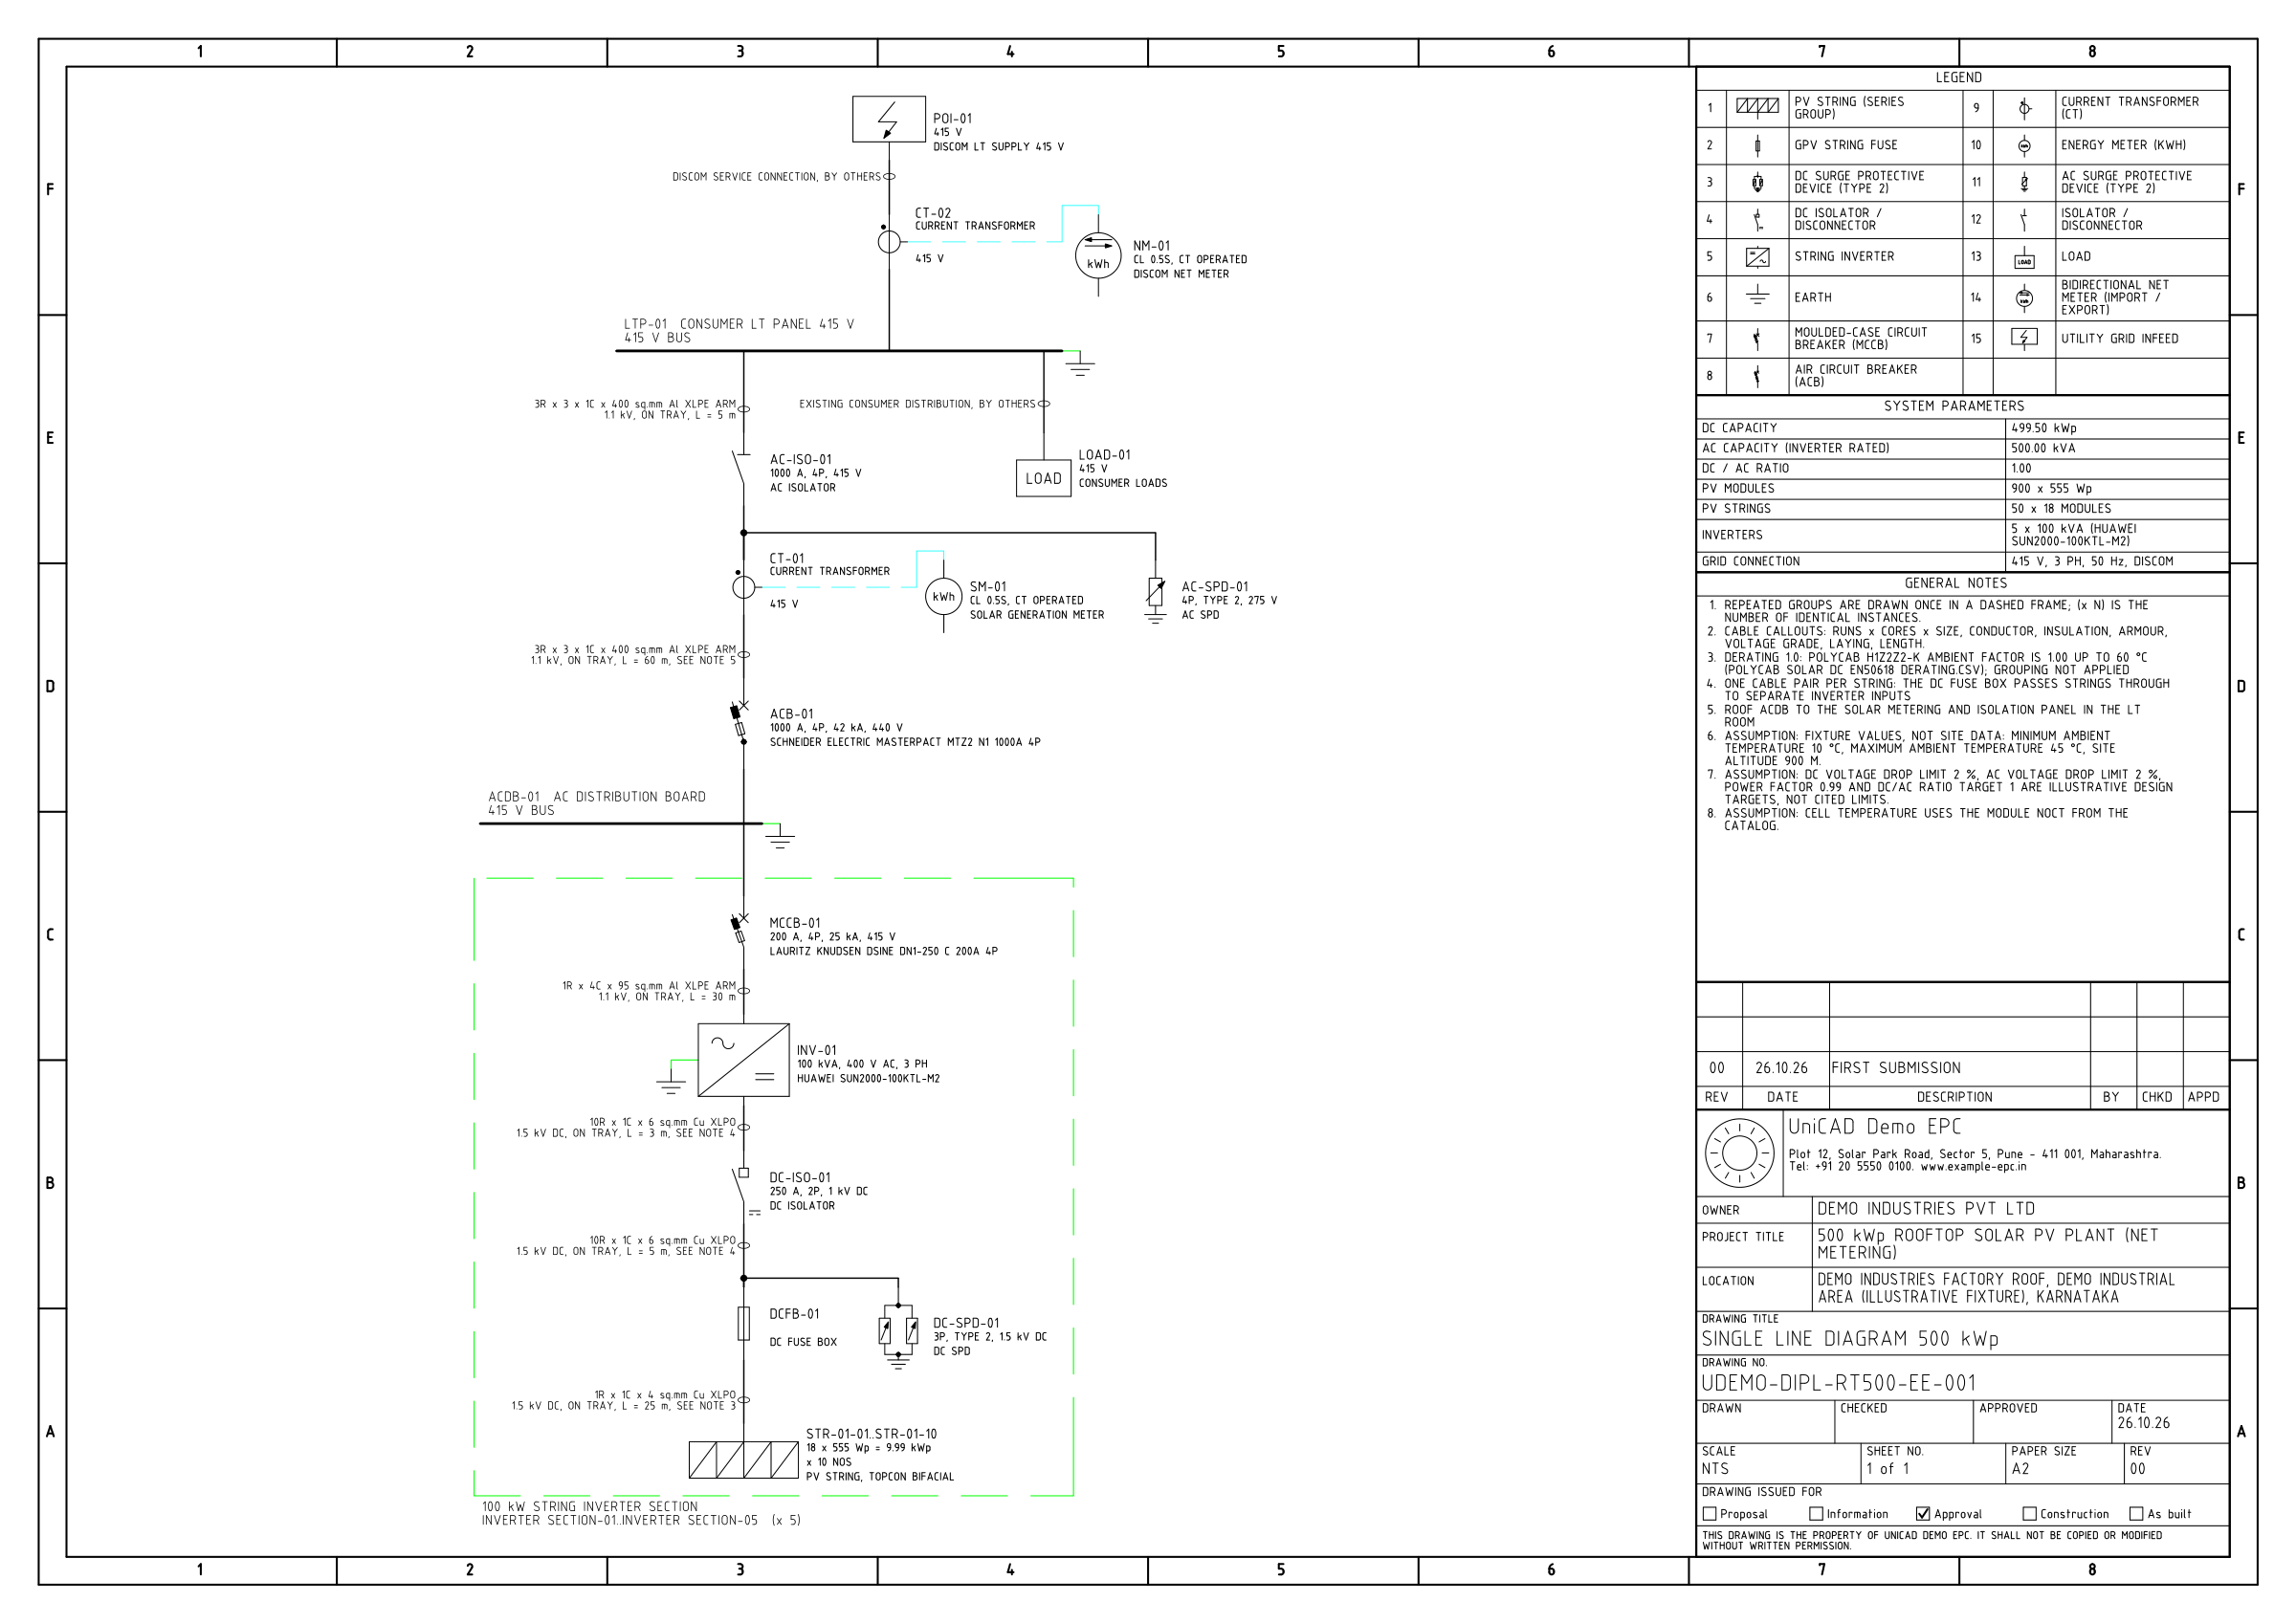 1 2 3 4 5 6 7 8
F
E
D
C
B
A
POI-01
415 V
DISCOM LT SUPPLY 415 V
DISCOM SERVICE CONNECTION, BY OTHERS
CT-02
CURRENT TRANSFORMER
415 V
kWh
NM-01
CL 0.5S, CT OPERATED
DISCOM NET METER
LTP-01 CONSUMER LT PANEL 415 V
415 V BUS
3R x 3 x 1C x 400 sq.mm Al XLPE ARM
1.1 kV, ON TRAY, L = 5 m
EXISTING CONSUMER DISTRIBUTION, BY OTHERS
AC-ISO-01
1000 A, 4P, 415 V
AC ISOLATOR
LOAD
LOAD-01
415 V
CONSUMER LOADS
CT-01
CURRENT TRANSFORMER
415 V
kWh
SM-01
CL 0.5S, CT OPERATED
SOLAR GENERATION METER
AC-SPD-01
4P, TYPE 2, 275 V
AC SPD
3R x 3 x 1C x 400 sq.mm Al XLPE ARM
1.1 kV, ON TRAY, L = 60 m, SEE NOTE 5
ACB-01
1000 A, 4P, 42 kA, 440 V
SCHNEIDER ELECTRIC MASTERPACT MTZ2 N1 1000A 4P
ACDB-01 AC DISTRIBUTION BOARD
415 V BUS
MCCB-01
200 A, 4P, 25 kA, 415 V
LAURITZ KNUDSEN DSINE DN1-250 C 200A 4P
1R x 4C x 95 sq.mm Al XLPE ARM
1.1 kV, ON TRAY, L = 30 m
INV-01
100 kVA, 400 V AC, 3 PH
HUAWEI SUN2000-100KTL-M2
10R x 1C x 6 sq.mm Cu XLPO
1.5 kV DC, ON TRAY, L = 3 m, SEE NOTE 4
DC-ISO-01
250 A, 2P, 1 kV DC
DC ISOLATOR
10R x 1C x 6 sq.mm Cu XLPO
1.5 kV DC, ON TRAY, L = 5 m, SEE NOTE 4
DCFB-01
DC FUSE BOX
DC-SPD-01
3P, TYPE 2, 1.5 kV DC
DC SPD
1R x 1C x 4 sq.mm Cu XLPO
1.5 kV DC, ON TRAY, L = 25 m, SEE NOTE 3
STR-01-01..STR-01-10
18 x 555 Wp = 9.99 kWp
x 10 NOS
PV STRING, TOPCON BIFACIAL
100 kW STRING INVERTER SECTION
INVERTER SECTION-01..INVERTER SECTION-05 (x 5)
LEGEND
1 PV STRING (SERIES GROUP) 9 CURRENT TRANSFORMER (CT)
2 GPV STRING FUSE 10 kWh ENERGY METER (KWH)
3 DC SURGE PROTECTIVE DEVICE (TYPE 2) 11 AC SURGE PROTECTIVE DEVICE (TYPE 2)
4 DC ISOLATOR / DISCONNECTOR 12 ISOLATOR / DISCONNECTOR
5 STRING INVERTER 13 LOAD LOAD
6 EARTH 14 kWh BIDIRECTIONAL NET METER (IMPORT / EXPORT)
7 MOULDED-CASE CIRCUIT BREAKER (MCCB) 15 UTILITY GRID INFEED
8 AIR CIRCUIT BREAKER (ACB)
SYSTEM PARAMETERS
DC CAPACITY 499.50 kWp
AC CAPACITY (INVERTER RATED) 500.00 kVA
DC / AC RATIO 1.00
PV MODULES 900 x 555 Wp
PV STRINGS 50 x 18 MODULES
INVERTERS 5 x 100 kVA (HUAWEI SUN2000-100KTL-M2)
GRID CONNECTION 415 V, 3 PH, 50 Hz, DISCOM
GENERAL NOTES
1. REPEATED GROUPS ARE DRAWN ONCE IN A DASHED FRAME; (x N) IS THE
NUMBER OF IDENTICAL INSTANCES.
2. CABLE CALLOUTS: RUNS x CORES x SIZE, CONDUCTOR, INSULATION, ARMOUR,
VOLTAGE GRADE, LAYING, LENGTH.
3. DERATING 1.0: POLYCAB H1Z2Z2-K AMBIENT FACTOR IS 1.00 UP TO 60 °C
(POLYCAB SOLAR DC EN50618 DERATING.CSV); GROUPING NOT APPLIED
4. ONE CABLE PAIR PER STRING: THE DC FUSE BOX PASSES STRINGS THROUGH
TO SEPARATE INVERTER INPUTS
5. ROOF ACDB TO THE SOLAR METERING AND ISOLATION PANEL IN THE LT
ROOM
6. ASSUMPTION: FIXTURE VALUES, NOT SITE DATA: MINIMUM AMBIENT
TEMPERATURE 10 °C, MAXIMUM AMBIENT TEMPERATURE 45 °C, SITE
ALTITUDE 900 M.
7. ASSUMPTION: DC VOLTAGE DROP LIMIT 2 %, AC VOLTAGE DROP LIMIT 2 %,
POWER FACTOR 0.99 AND DC/AC RATIO TARGET 1 ARE ILLUSTRATIVE DESIGN
TARGETS, NOT CITED LIMITS.
8. ASSUMPTION: CELL TEMPERATURE USES THE MODULE NOCT FROM THE
CATALOG.
00 26.10.26 FIRST SUBMISSION
REV DATE DESCRIPTION BY CHKD APPD
UniCAD Demo EPC
Plot 12, Solar Park Road, Sector 5, Pune - 411 001, Maharashtra.
Tel: +91 20 5550 0100. www.example-epc.in
OWNER DEMO INDUSTRIES PVT LTD
PROJECT TITLE 500 kWp ROOFTOP SOLAR PV PLANT (NET
METERING)
LOCATION DEMO INDUSTRIES FACTORY ROOF, DEMO INDUSTRIAL
AREA (ILLUSTRATIVE FIXTURE), KARNATAKA
DRAWING TITLE
SINGLE LINE DIAGRAM 500 kWp
DRAWING NO.
UDEMO-DIPL-RT500-EE-001
DRAWN CHECKED APPROVED DATE
26.10.26
SCALE SHEET NO. PAPER SIZE REV
NTS 1 of 1 A2 00
DRAWING ISSUED FOR
Proposal Information Approval Construction As built
THIS DRAWING IS THE PROPERTY OF UNICAD DEMO EPC. IT SHALL NOT BE COPIED OR MODIFIED
WITHOUT WRITTEN PERMISSION.
F
E
D
C
B
A
1 2 3 4 5 6 7 8